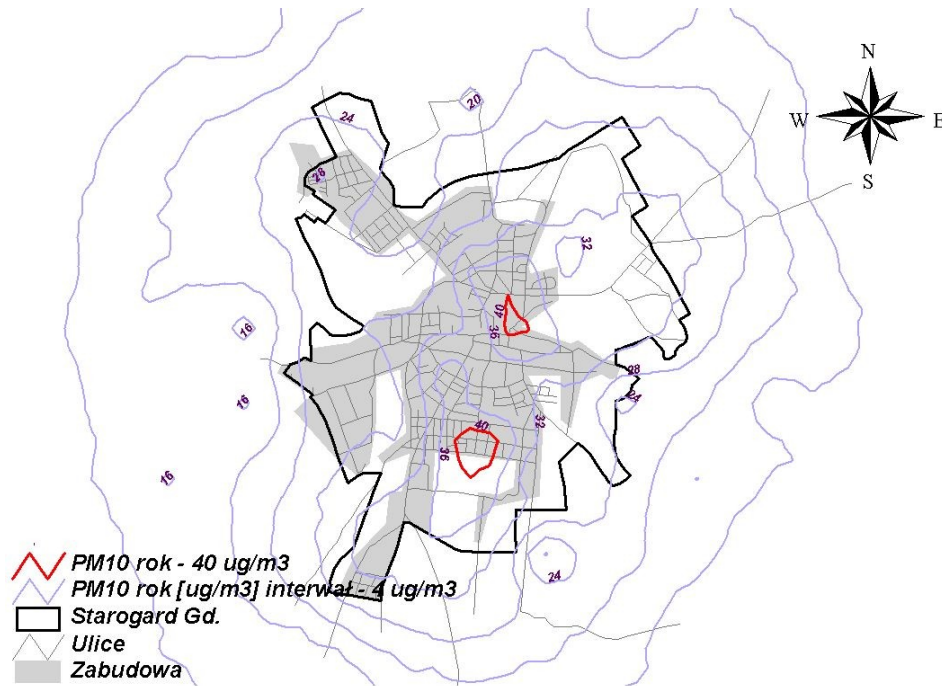 N
W E
S
20
24
28
32
40
36
16
28
24
16
32
40
36
16
24
PM10 rok - 40 ug/m3
PM10 rok [ug/m3] interwał - 4 ug/m3
Starogard Gd.
Ulice
Zabudowa